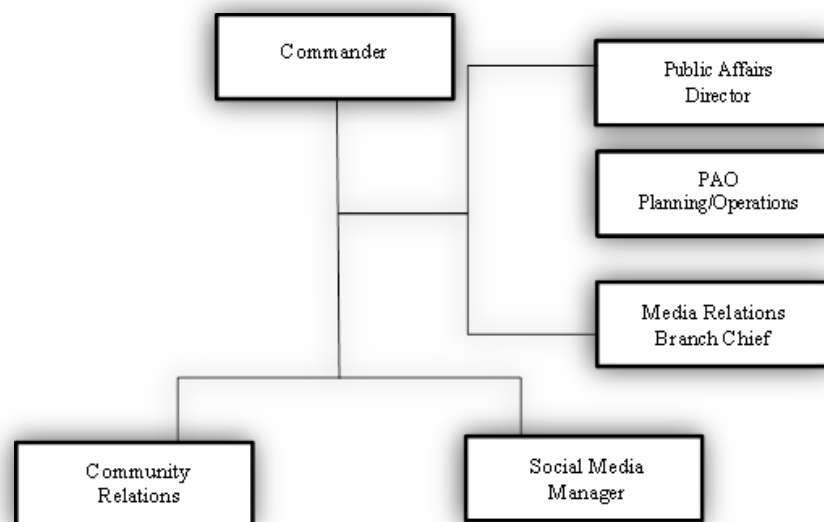 Commander
Public Affairs
Director
PAO
Planning/Operations
Media Relations
Branch Chief
Community
Relations
Social Media
Manager